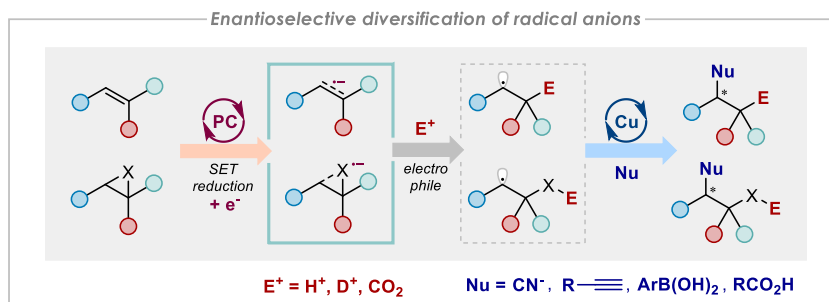 Enantioselective diversification of radical anions
PC
SET
reduction
+ e-
X
•–
X •–
E+
electro
phile
E
X
E
Cu
Nu
Nu
E
*
Nu
X
E
*
E+ = H+, D+, CO2
Nu = CN-, R, ArB(OH)2, RCO2H